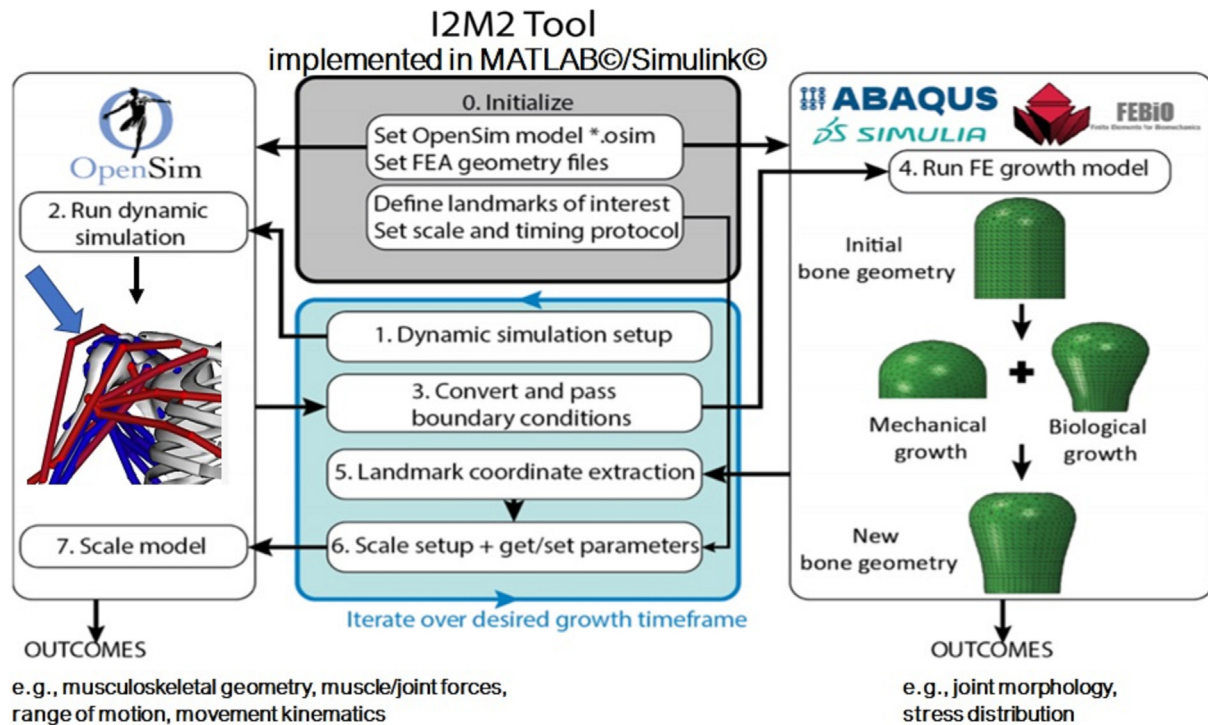 I2M2 Tool
implemented in MATLAB©/Simulink©
OpenSim
2. Run dynamic
simulation
7. Scale model
OUTCOMES
e.g., musculoskeletal geometry, muscle/joint forces,
range of motion, movement kinematics
0. Initialize
Set OpenSim model *.osim
Set FEA geometry files
Define landmarks of interest
Set scale and timing protocol
1. Dynamic simulation setup
3. Convert and pass
boundary conditions
5. Landmark coordinate extraction
6. Scale setup + get/set parameters
Iterate over desired growth timeframe
ABAQUS
SIMULIA
FEBiO
Finite Elements for Biomechanics
4. Run FE growth model
Initial
bone geometry
Mechanical
growth
+
Biological
growth
New
bone geometry
OUTCOMES
e.g., joint morphology,
stress distribution